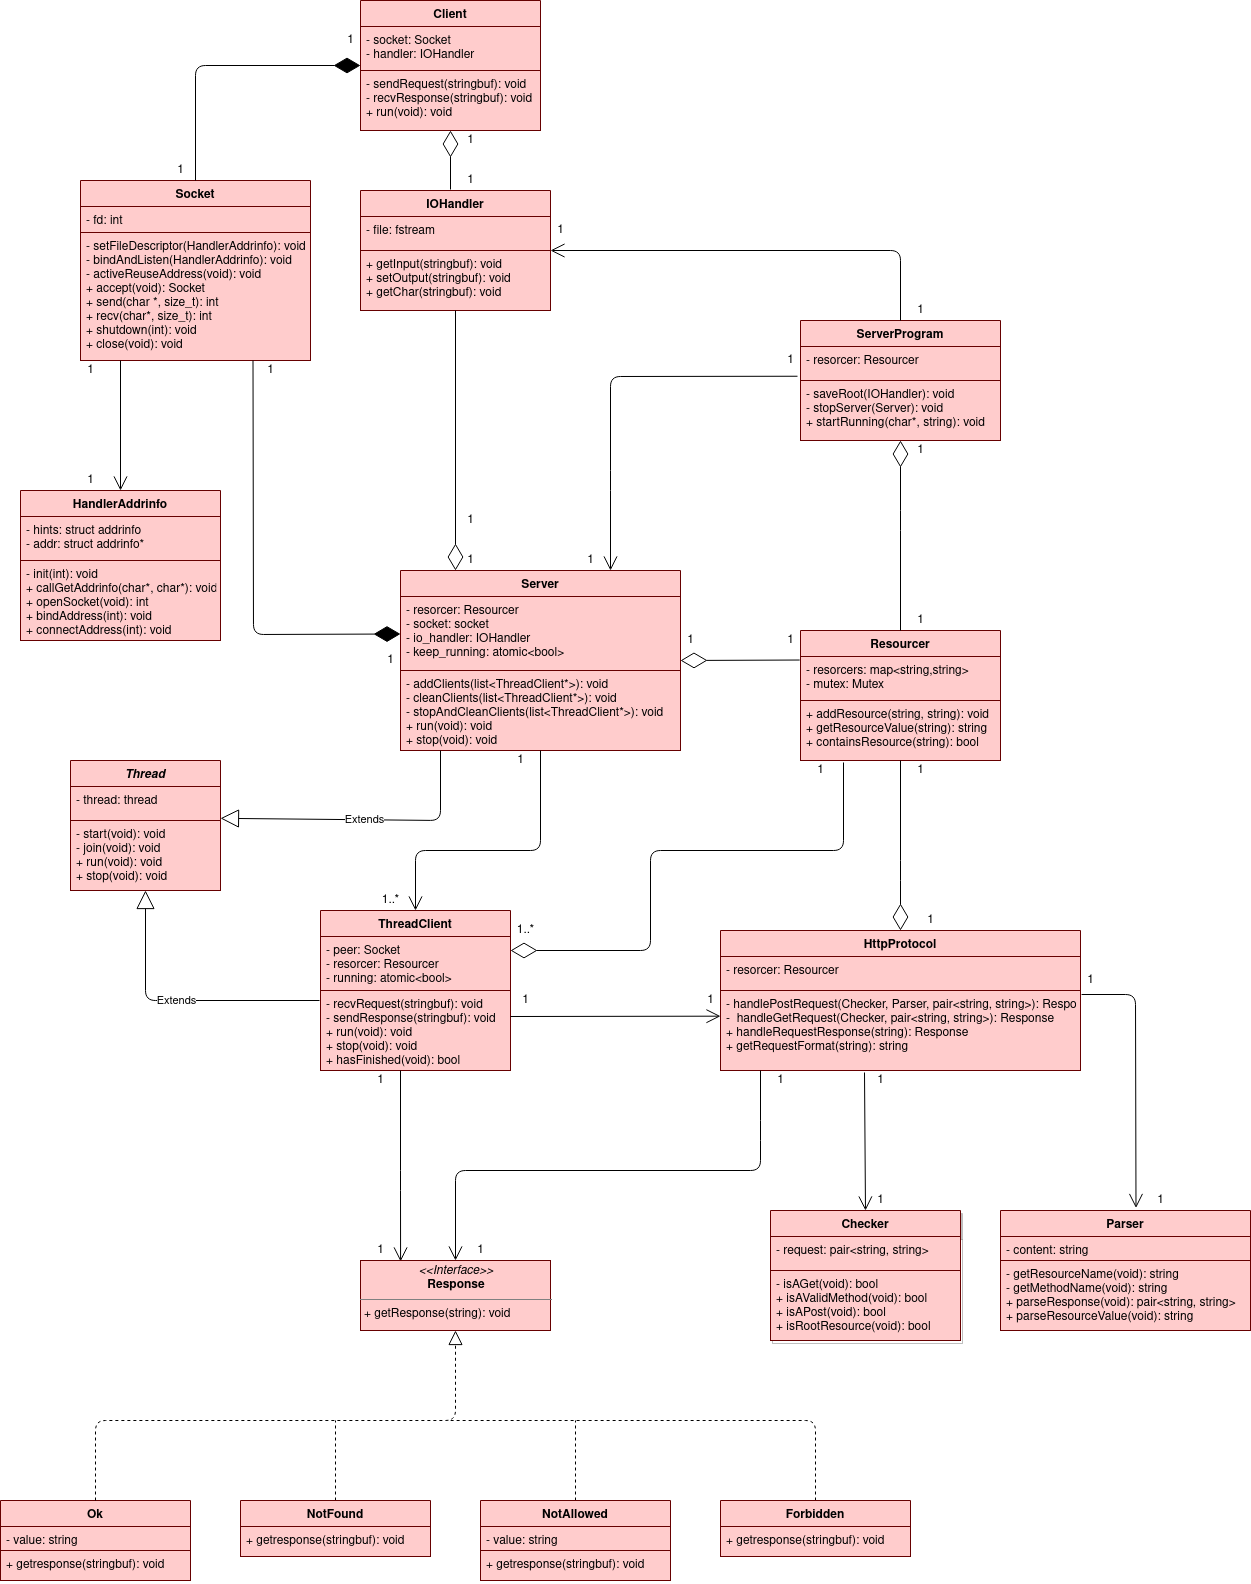 Client
- socket: Socket
- handler: IOHandler
- sendRequest(stringbuf): void
- recvResponse(stringbuf): void
+ run(void): void
1
1
1
1
Socket
- fd: int
- setFileDescriptor(HandlerAddrinfo): void
- bindAndListen(HandlerAddrinfo): void
- activeReuseAddress(void): void
+ accept(void): Socket
+ send(char *, size_t): int
+ recv(char*, size_t): int
+ shutdown(int): void
+ close(void): void
1
1
IOHandler
- file: fstream
+ getInput(stringbuf): void
+ setOutput(stringbuf): void
+ getChar(stringbuf): void
1
1
ServerProgram
- resorcer: Resourcer
- saveRoot(IOHandler): void
- stopServer(Server): void
+ startRunning(char*, string): void
1
1
1
HandlerAddrinfo
- hints: struct addrinfo
- addr: struct addrinfo*
- init(int): void
+ callGetAddrinfo(char*, char*): void
+ openSocket(void): int
+ bindAddress(int): void
+ connectAddress(int): void
1
1
1
1
Server
- resorcer: Resourcer
- socket: socket
- io_handler: IOHandler
- keep_running: atomic<bool>
- addClients(list<ThreadClient*>): void
- cleanClients(list<ThreadClient*>): void
- stopAndCleanClients(list<ThreadClient*>): void
+ run(void): void
+ stop(void): void
1
1
1
1
Resourcer
- resorcers: map<string,string>
- mutex: Mutex
+ addResource(string, string): void
+ getResourceValue(string): string
+ containsResource(string): bool
1
1
1
Thread
- thread: thread
- start(void): void
- join(void): void
+ run(void): void
+ stop(void): void
Extends
Extends
1..*
1..*
ThreadClient
- peer: Socket
- resorcer: Resourcer
- running: atomic<bool>
- recvRequest(stringbuf): void
- sendResponse(stringbuf): void
+ run(void): void
+ stop(void): void
+ hasFinished(void): bool
1
1
1
1
HttpProtocol
- resorcer: Resourcer
- handlePostRequest(Checker, Parser, pair<string, string>): Respo
- handleGetRequest(Checker, pair<string, string>): Response
+ handleRequestResponse(string): Response
+ getRequestFormat(string): string
1
1
1
1
1
<<Interface>>
Response
+ getResponse(string): void
1
Checker
- request: pair<string, string>
- isAGet(void): bool
+ isAValidMethod(void): bool
+ isAPost(void): bool
+ isRootResource(void): bool
1
Parser
- content: string
- getResourceName(void): string
- getMethodName(void): string
+ parseResponse(void): pair<string, string>
+ parseResourceValue(void): string
1
Ok
- value: string
+ getresponse(stringbuf): void
NotFound
+ getresponse(stringbuf): void
NotAllowed
- value: string
+ getresponse(stringbuf): void
Forbidden
+ getresponse(stringbuf): void